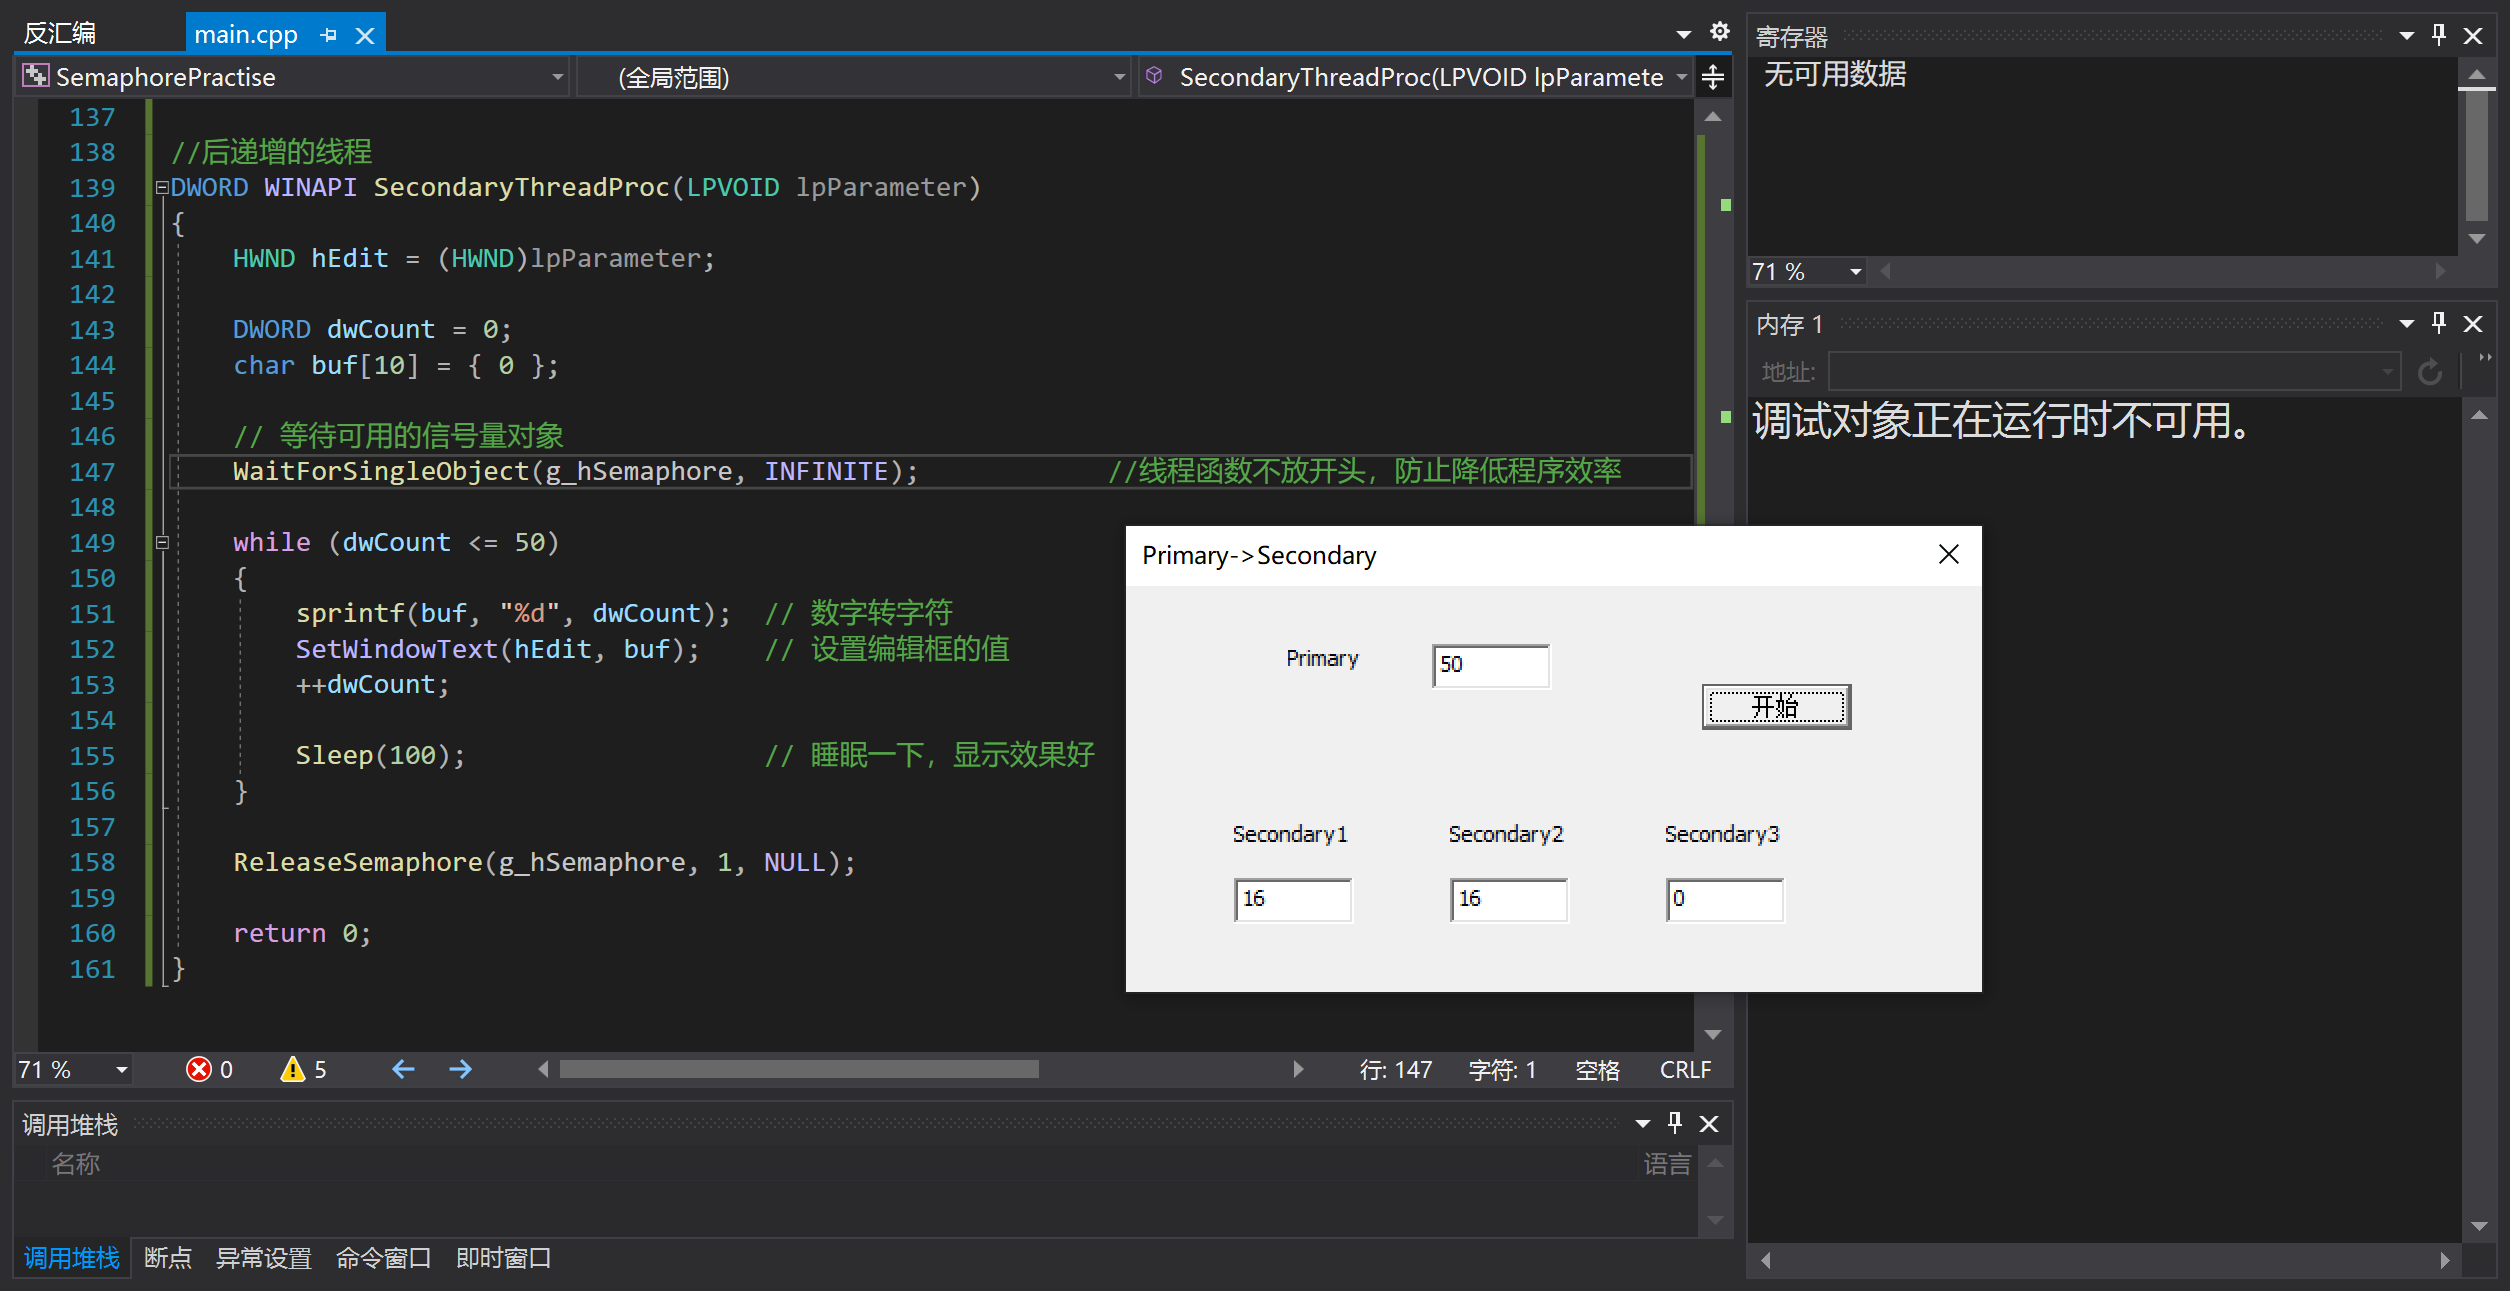 反汇编 main.cpp
SemaphorePractise (全局范围) SecondaryThreadProc(LPVOID lpParamete
137
138 //后递增的线程
139 DWORD WINAPI SecondaryThreadProc(LPVOID lpParameter)
140 {
141 HWND hEdit = (HWND)lpParameter;
142
143 DWORD dwCount = 0;
144 char buf[10] = { 0 };
145
146 // 等待可用的信号量对象
147 WaitForSingleObject(g_hSemaphore, INFINITE); //线程函数不放开头，防止降低程序效率
148
149 while (dwCount <= 50)
150 {
151 sprintf(buf, "%d", dwCount); // 数字转字符
152 SetWindowText(hEdit, buf); // 设置编辑框的值
153 ++dwCount;
154
155 Sleep(100); // 睡眠一下，显示效果好
156 }
157
158 ReleaseSemaphore(g_hSemaphore, 1, NULL);
159
160 return 0;
161 }
71 % 0 5 行: 147 字符: 1 空格 CRLF
调用堆栈
名称 语言
调用堆栈 断点 异常设置 命令窗口 即时窗口
寄存器
无可用数据
71 %
内存 1
地址:
调试对象正在运行时不可用。
Primary->Secondary
Primary 50
开始
Secondary1 Secondary2 Secondary3
16 16 0